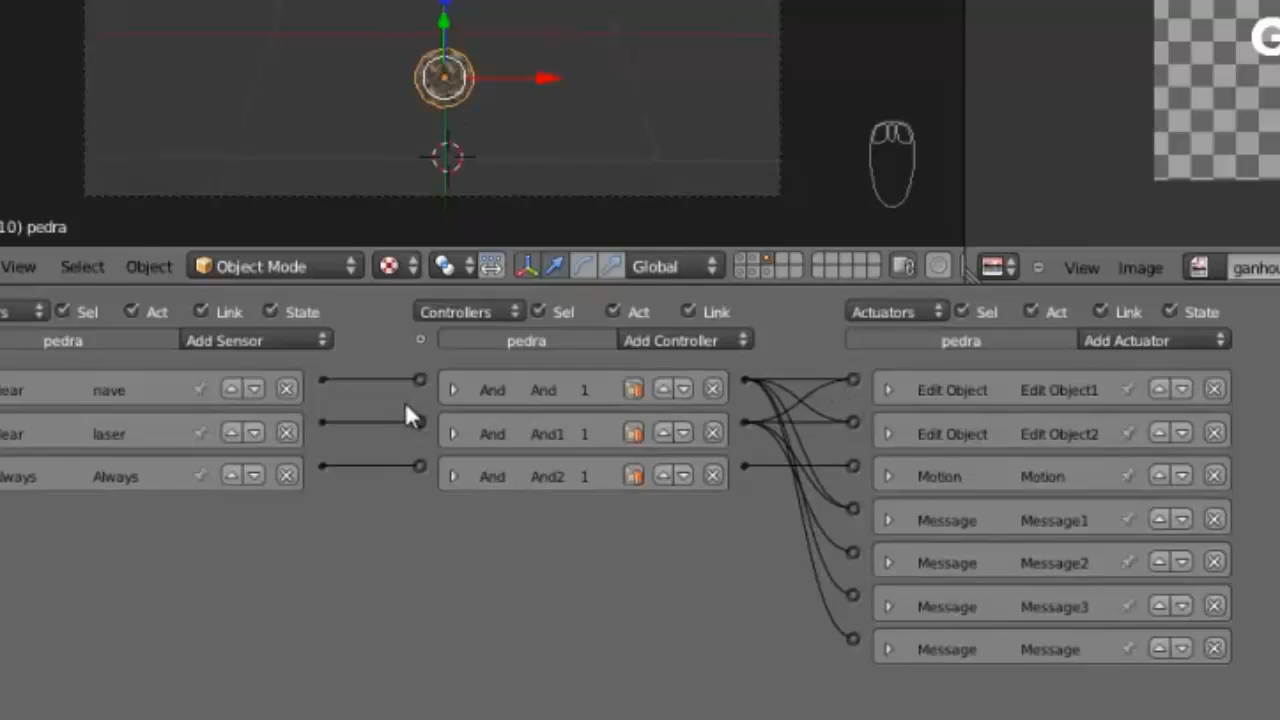 G
10) pedra
View Select Object Object Mode Global View Image ganhou
Sel Act Link State Controllers Sel Act Link Actuators Sel Act Link State
pedra Add Sensor pedra Add Controller pedra Add Actuator
ear nave And And 1 Edit Object Edit Object1
ear laser And And1 1 Edit Object Edit Object2
lways Always And And2 1 Motion Motion
Message Message1
Message Message2
Message Message3
Message Message